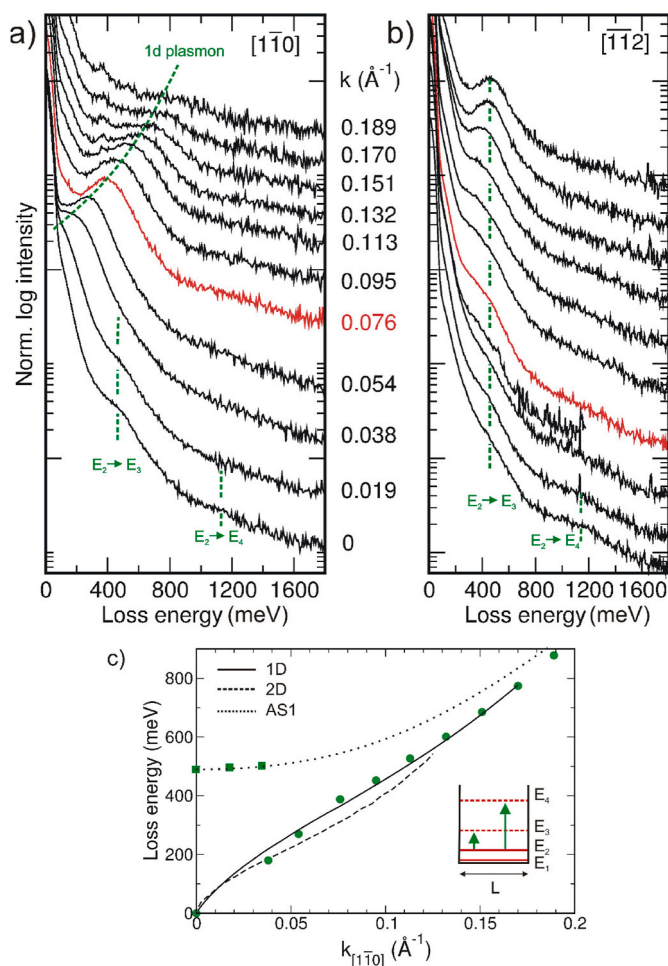 a)
[11̅0]
1d plasmon
Norm. log intensity
E₂→E₃
E₂→E₄
0 400 800 1200 1600
Loss energy (meV)
k (Å⁻¹)
0.189
0.170
0.151
0.132
0.113
0.095
0.076
0.054
0.038
0.019
0
b)
[1̅1̅2]
E₂→E₃
E₂→E₄
0 400 800 1200 1600
Loss energy (meV)
c)
1D
2D
AS1
Loss energy (meV)
800
600
400
200
0
E₄
E₃
E₂
E₁
L
0 0.05 0.1 0.15 0.2
k[11̅0] (Å⁻¹)